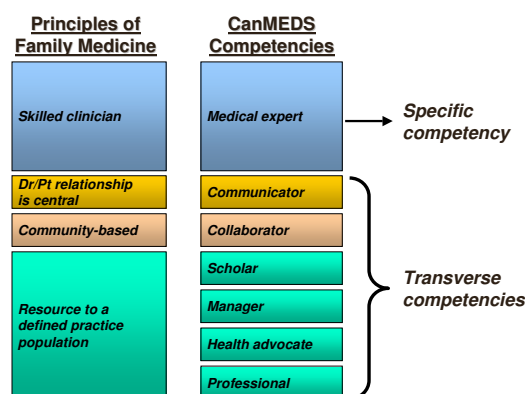 Principles of
Family Medicine
CanMEDS
Competencies
Skilled clinician
Medical expert
Specific
competency
Dr/Pt relationship
is central
Communicator
Community-based
Collaborator
Resource to a
defined practice
population
Scholar
Manager
Health advocate
Professional
Transverse
competencies